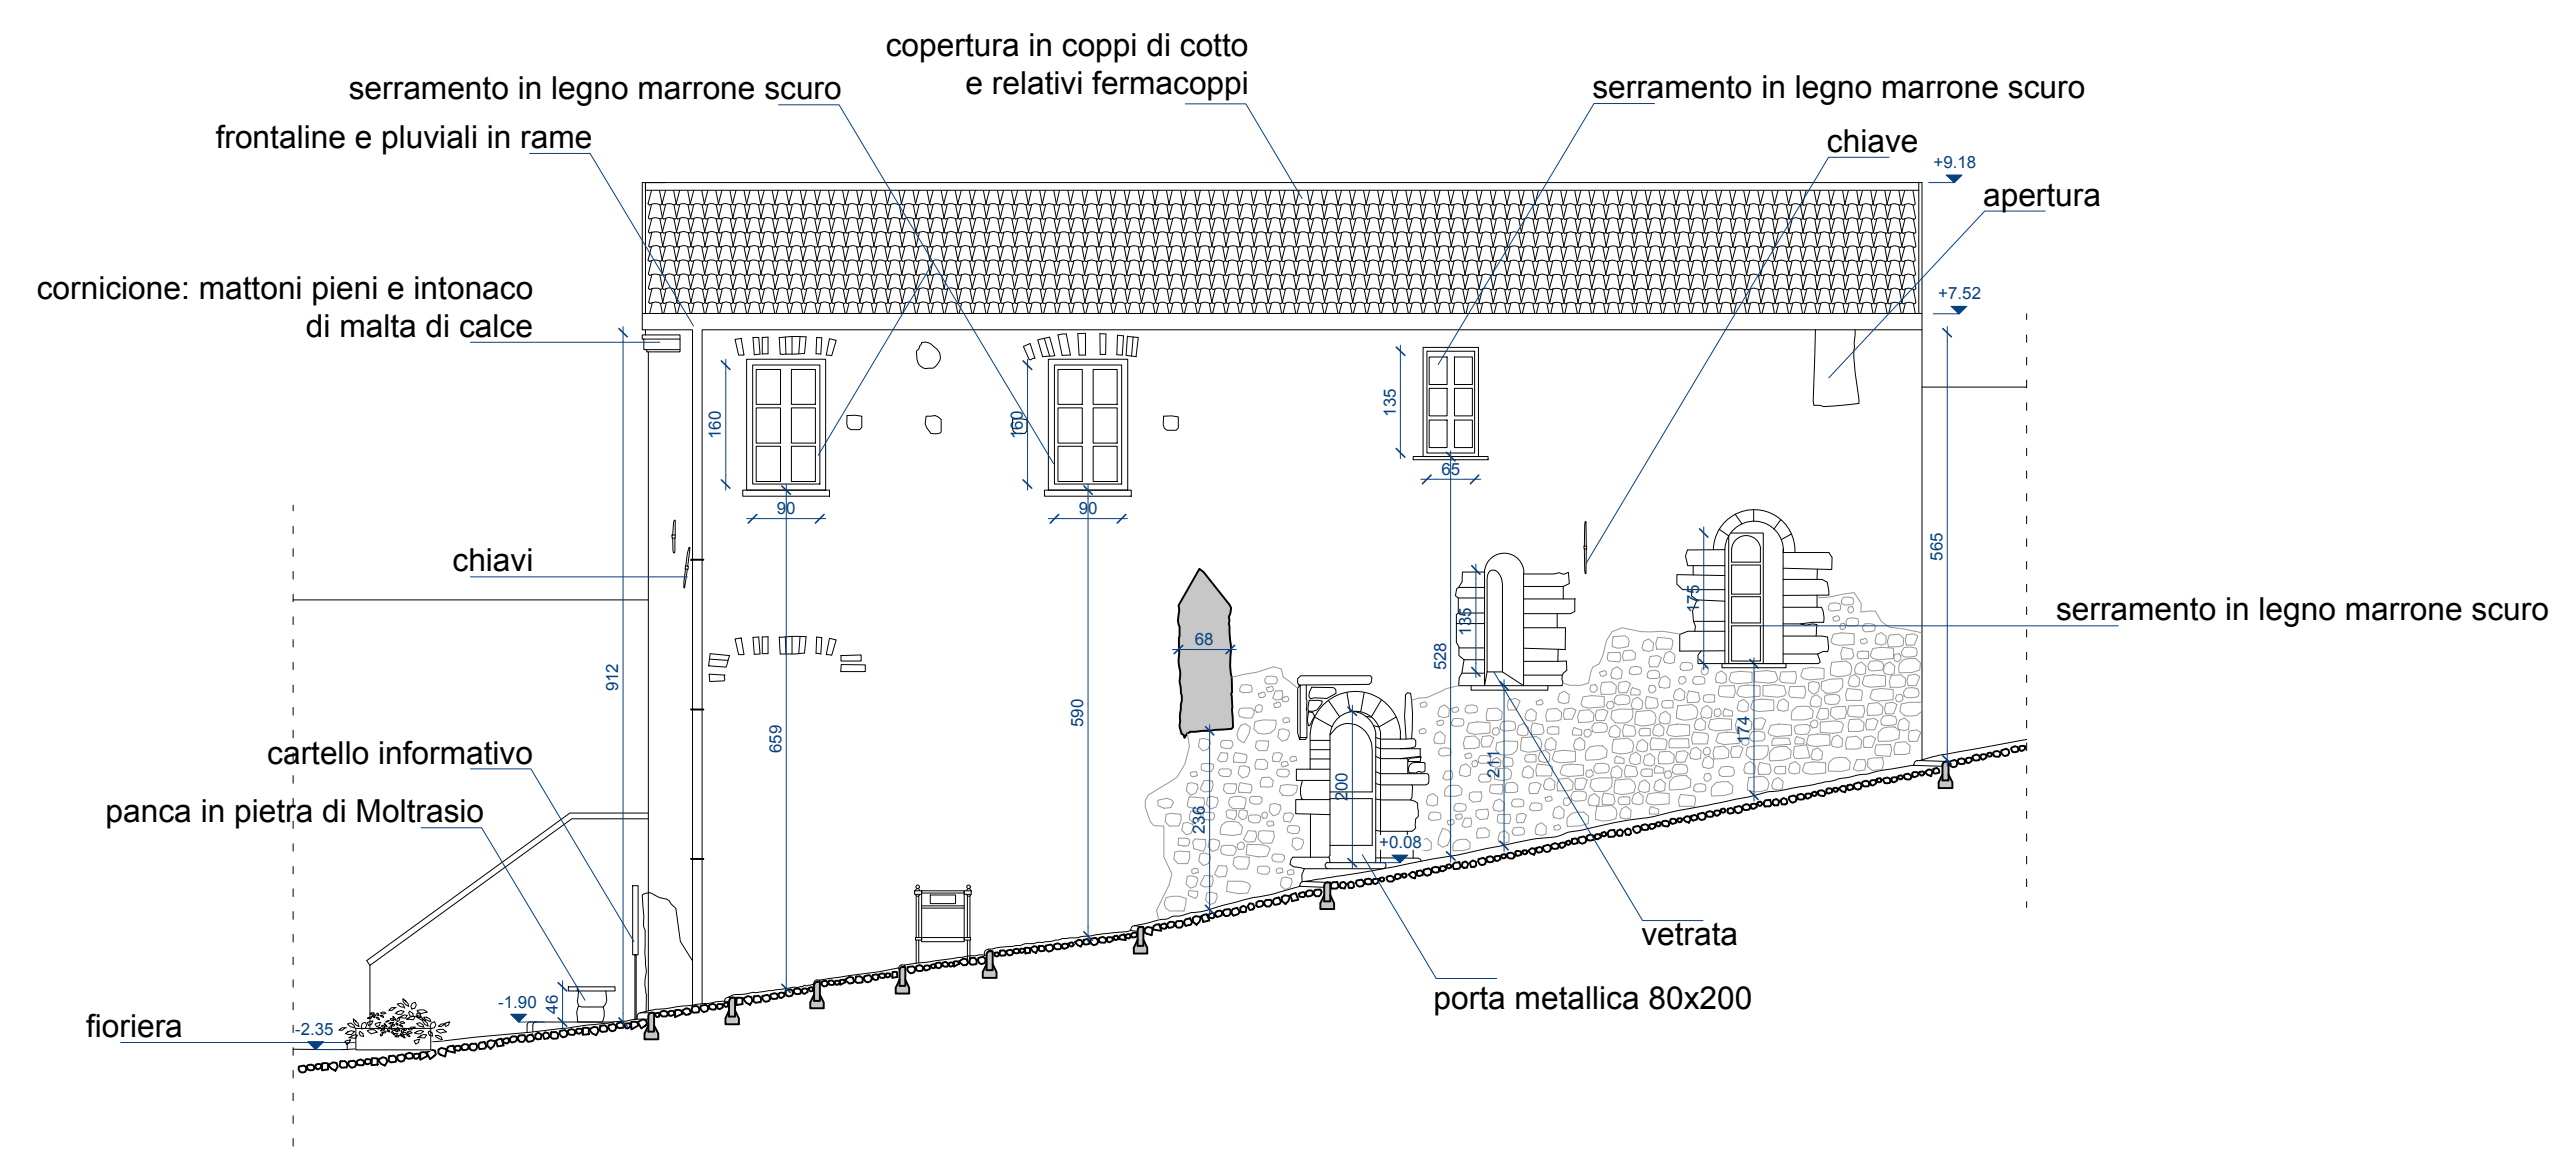 copertura in coppi di cotto
e relativi fermacoppi
serramento in legno marrone scuro
serramento in legno marrone scuro
frontaline e pluviali in rame
chiave
+9.18
apertura
cornicione: mattoni pieni e intonaco
di malta di calce
+7.52
160
160
135
65
90
90
chiavi
565
175
135
serramento in legno marrone scuro
68
528
912
590
659
174
cartello informativo
211
200
panca in pietra di Moltrasio
236
+0.08
vetrata
porta metallica 80x200
-1.90
46
fioriera
-2.35